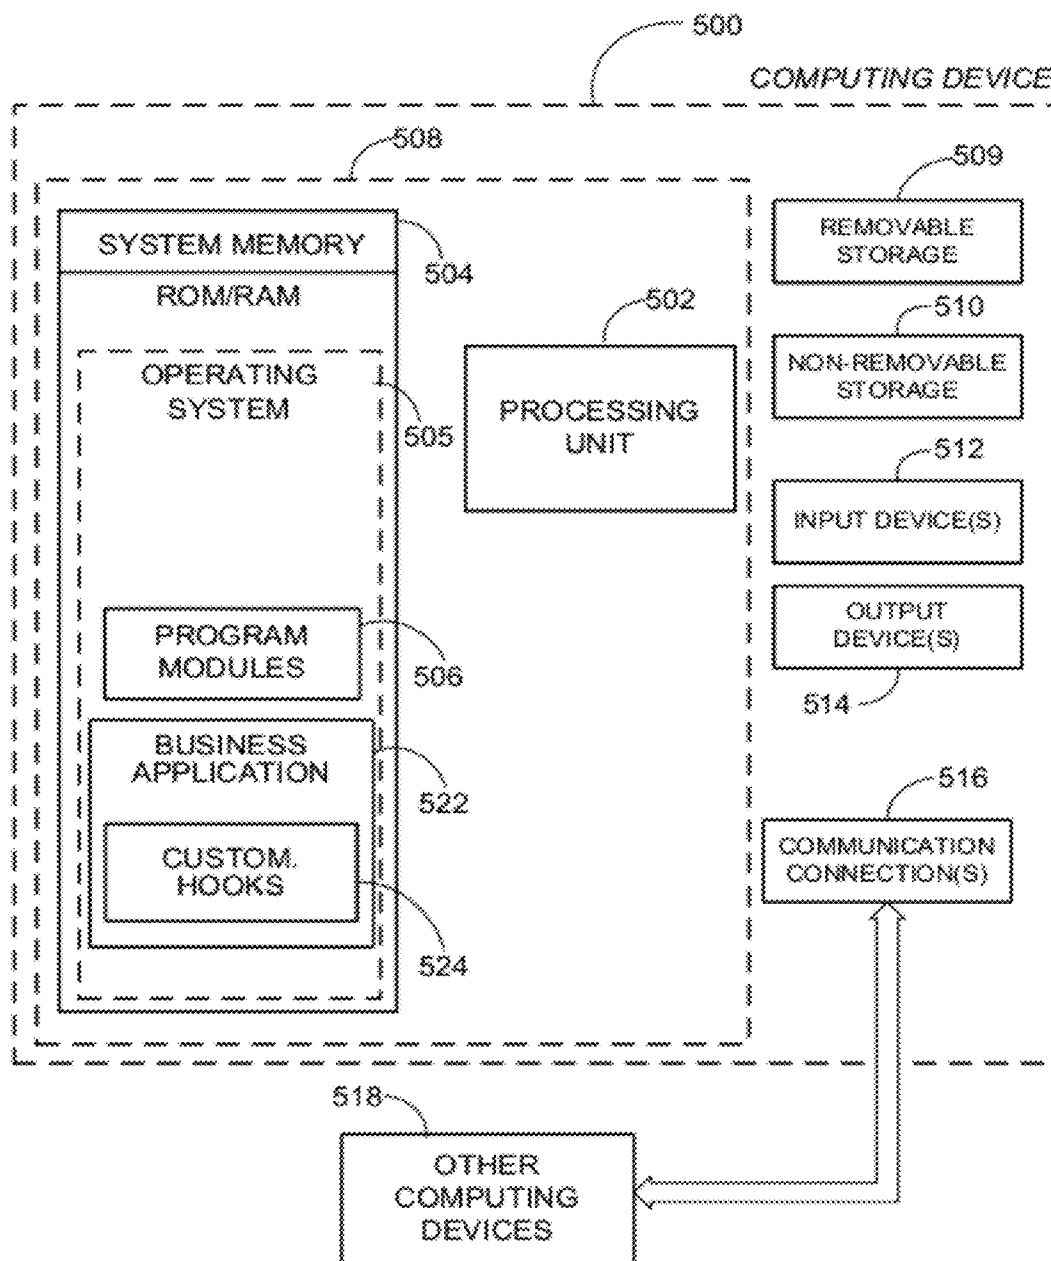 500
COMPUTING DEVICE
508
509
SYSTEM MEMORY
504
REMOVABLE
STORAGE
ROM/RAM
502
510
OPERATING
SYSTEM
505
PROCESSING
UNIT
NON-REMOVABLE
STORAGE
512
INPUT DEVICE(S)
OUTPUT
DEVICE(S)
514
PROGRAM
MODULES
506
BUSINESS
APPLICATION
522
516
CUSTOM.
HOOKS
524
COMMUNICATION
CONNECTION(S)
518
OTHER
COMPUTING
DEVICES